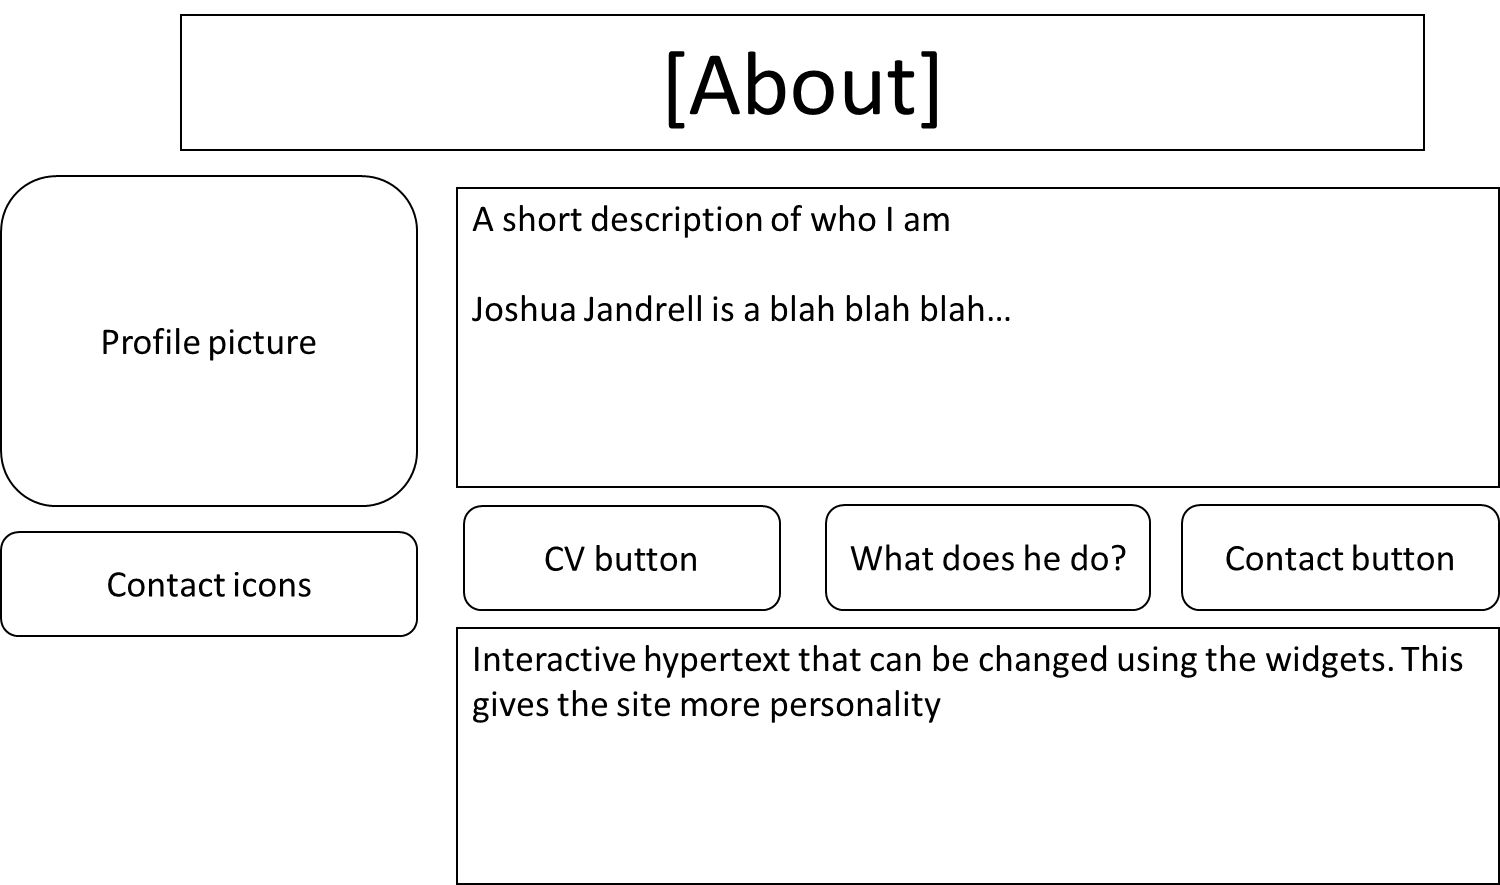 [About]
Profile picture
A short description of who I am
Joshua Jandrell is a blah blah blah…
Contact icons
CV button
What does he do?
Contact button
Interactive hypertext that can be changed using the widgets. This
gives the site more personality